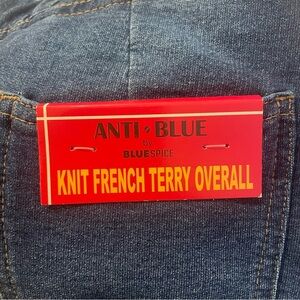 ANTI • BLUE
by
BLUESPICE
KNIT FRENCH TERRY OVERALL